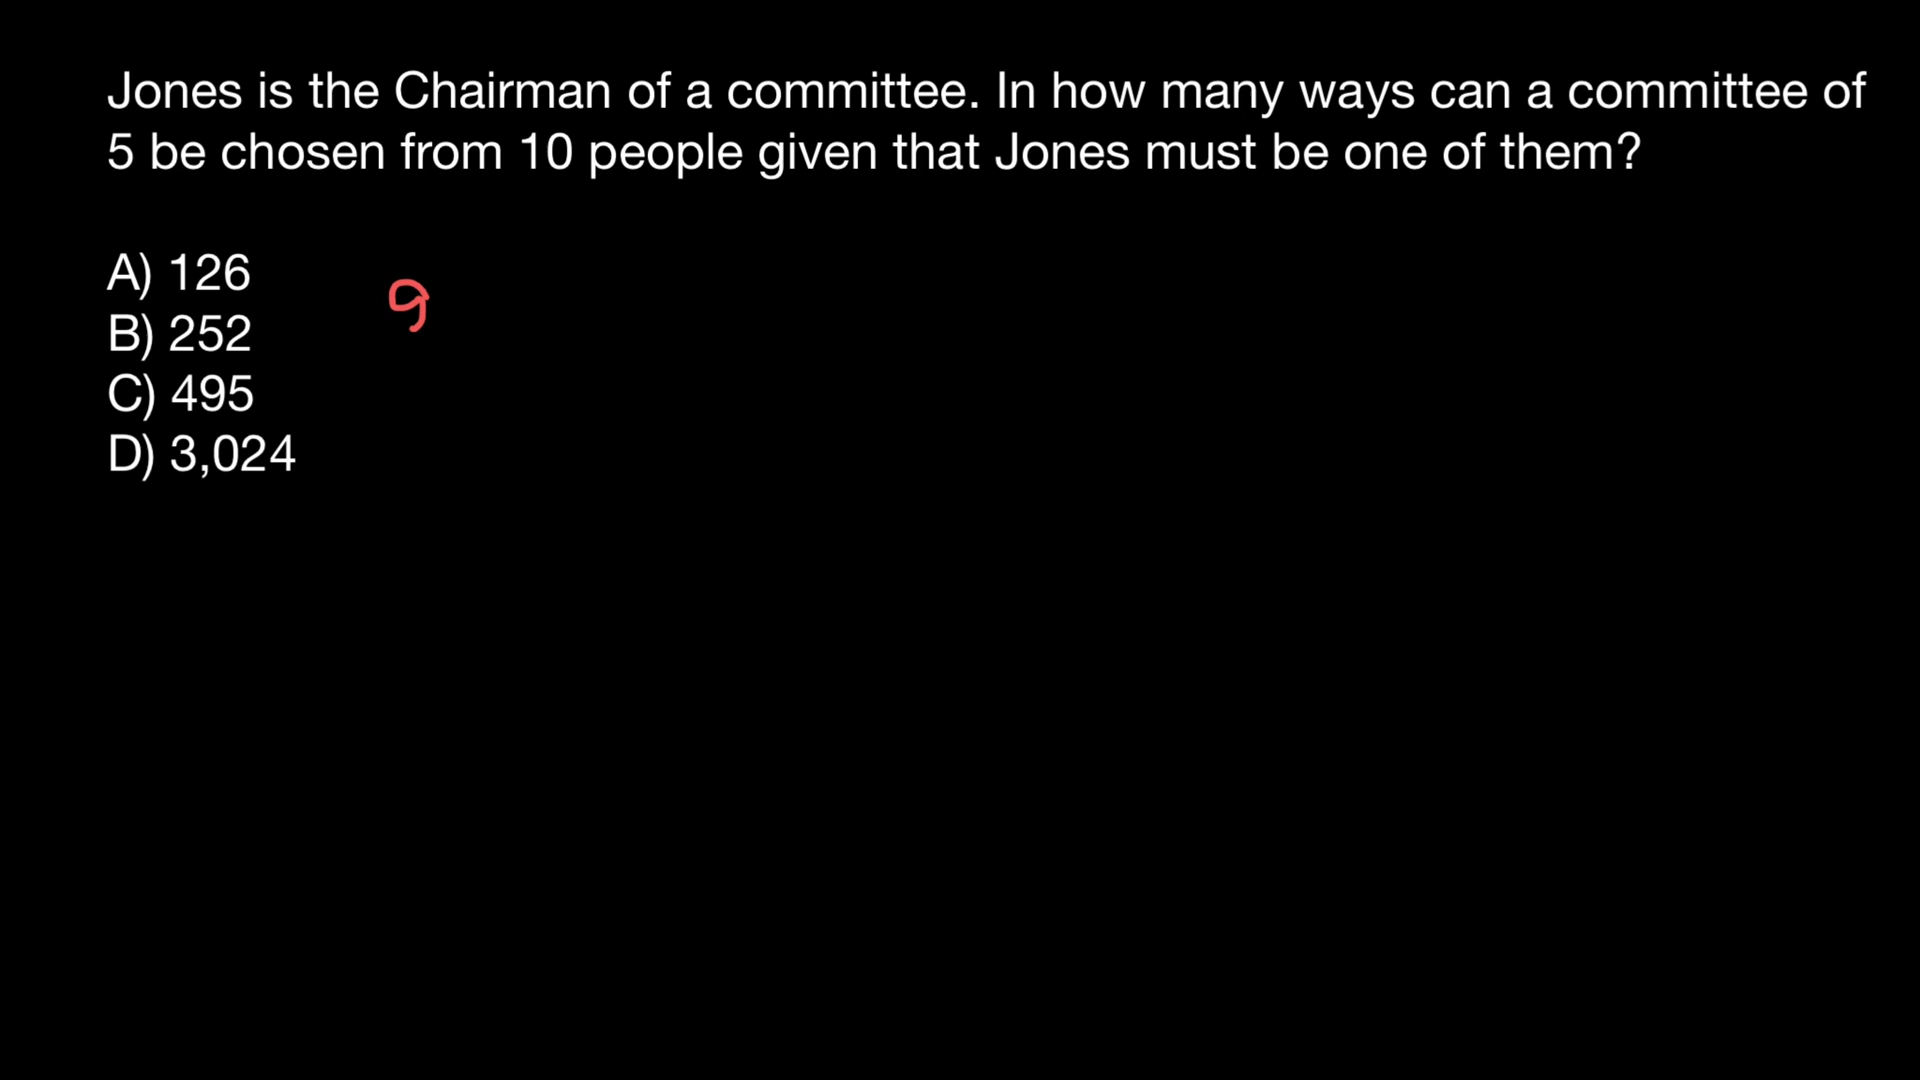 Jones is the Chairman of a committee. In how many ways can a committee of
5 be chosen from 10 people given that Jones must be one of them?
A) 126
9
B) 252
C) 495
D) 3,024